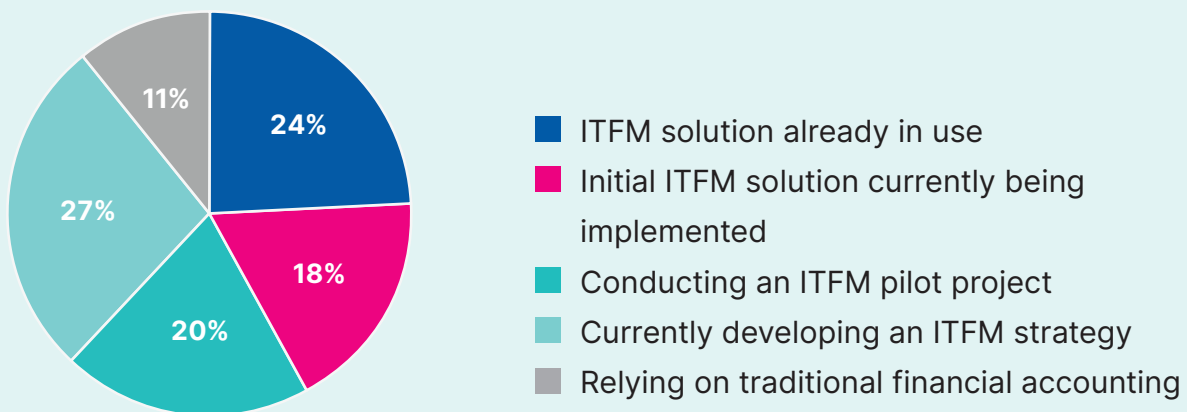 11%
24%
27%
18%
20%
ITFM solution already in use
Initial ITFM solution currently being
implemented
Conducting an ITFM pilot project
Currently developing an ITFM strategy
Relying on traditional financial accounting